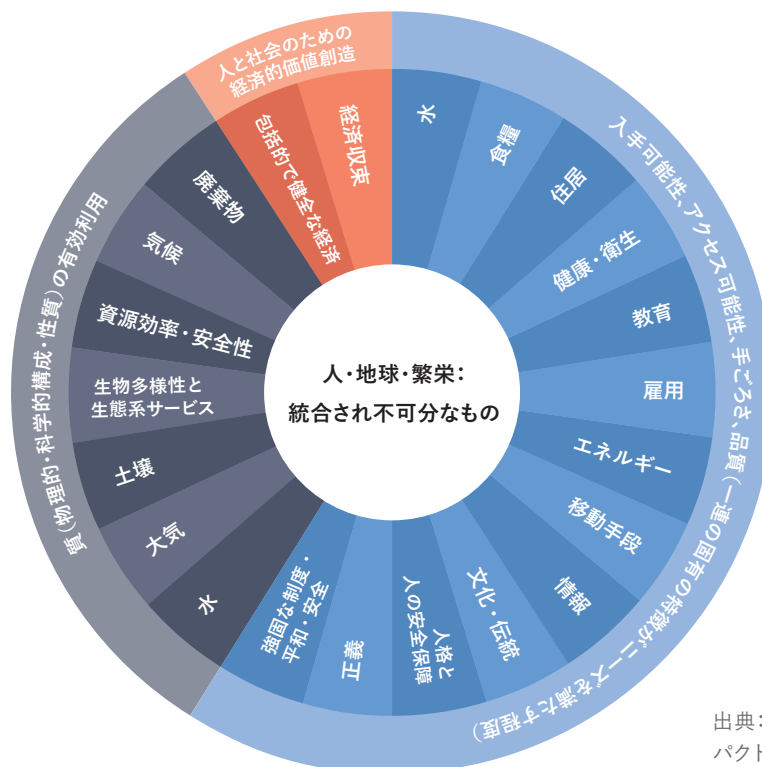 人と社会のための
経済的価値創造
入手可能性、アクセス可能性、手ごろさ、品質(一連の固有の特徴がニーズを満たす程度)
質(物理的・科学的構成・性質)の有効利用
水
食糧
住居
健康・衛生
教育
雇用
エネルギー
移動手段
情報
文化・伝統
人格と
人の安全保障
正義
強固な制度・
平和・安全
水
大気
土壌
生物多様性と
生態系サービス
資源効率・安全性
気候
廃棄物
包括的で健全な経済
経済収束
人・地球・繁栄：
統合され不可分なもの
出典：
パクト